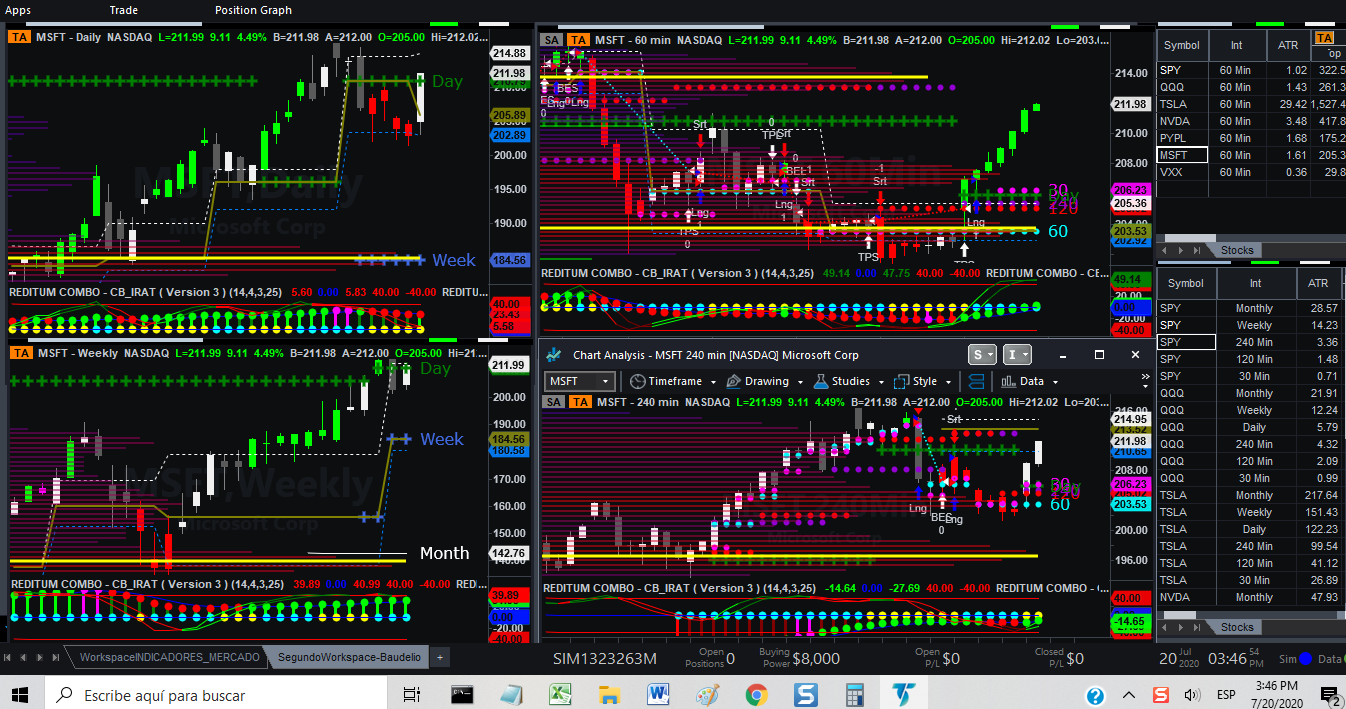 Apps Trade Position Graph
TA MSFT - Daily NASDAQ L=211.99 9.11 4.49% B=211.98 A=212.00 O=205.00 Hi=212.02...
214.88
211.98
205.89
202.89
200.00
195.00
190.00
184.56
Day
Week
MSFT,Daily
Microsoft Corp
REDITUM COMBO - CB_IRAT ( Version 3 ) (14,4,3,25) 5.60 0.00 5.83 40.00 -40.00 REDITU...
40.00
23.43
5.58
TA MSFT - Weekly NASDAQ L=211.99 9.11 4.49% B=211.98 A=212.00 O=205.00 Hi=21...
211.99
200.00
184.56
180.58
170.00
160.00
150.00
142.76
140.00
Day
Week
Month
MSFT,Weekly
Microsoft Corp
REDITUM COMBO - CB_IRAT ( Version 3 ) (14,4,3,25) 39.89 0.00 40.99 40.00 -40.00 RED...
39.89
0.00
-20.00
-40.00
SA TA MSFT - 60 min NASDAQ L=211.99 9.11 4.49% B=211.98 A=212.00 O=205.00 Hi=212.02 Lo=203.0...
214.00
211.98
210.00
208.00
206.23
205.36
203.53
202.92
30
120
60
REDITUM COMBO - CB_IRAT ( Version 3 ) (14,4,3,25) 49.14 0.00 47.75 40.00 -40.00 REDITUM COMBO - CE...
49.14
20.00
0.00
-20.00
-40.00
Chart Analysis - MSFT 240 min [NASDAQ] Microsoft Corp S I
MSFT Timeframe Drawing Studies Style Data
SA TA MSFT - 240 min NASDAQ L=211.99 9.11 4.49% B=211.98 A=212.00 O=205.00 Hi=212.02 Lo=203...
216.00
214.95
213.52
211.98
210.65
208.00
206.23
203.53
200.00
196.00
Srt
Lng
30
60
Microsoft Corp
REDITUM COMBO - CB_IRAT ( Version 3 ) (14,4,3,25) -14.64 0.00 -27.69 40.00 -40.00 REDITUM COMBO - (...
40.00
-14.65
Symbol Int ATR TA
op
SPY 60 Min 1.02 322.5
QQQ 60 Min 1.43 261.3
TSLA 60 Min 29.42 1,527.4
NVDA 60 Min 3.48 417.8
PYPL 60 Min 1.68 175.2
MSFT 60 Min 1.61 205.3
VXX 60 Min 0.36 29.8
Stocks
Symbol Int ATR
SPY Monthly 28.57
SPY Weekly 14.23
SPY 240 Min 3.36
SPY 120 Min 1.48
SPY 30 Min 0.71
QQQ Monthly 21.91
QQQ Weekly 12.24
QQQ Daily 5.79
QQQ 240 Min 4.32
QQQ 120 Min 2.09
QQQ 30 Min 0.99
TSLA Monthly 217.64
TSLA Weekly 151.43
TSLA Daily 122.23
TSLA 240 Min 99.54
TSLA 120 Min 41.12
TSLA 30 Min 26.89
NVDA Monthly 47.93
Stocks
WorkspaceINDICADORES_MERCADO SegundoWorkspace-Baudelio +
SIM1323263M Open Positions 0 Buying Power $8,000 Open P/L $0 Closed P/L $0
20 Jul 2020 03:46 54 PM Sim Data
Escribe aquí para buscar
ESP
3:46 PM
7/20/2020
2